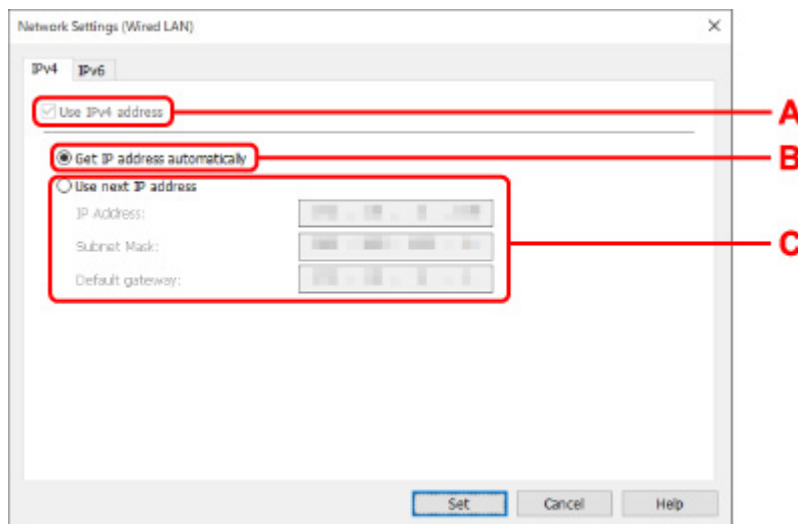 Network Settings (Wired LAN)
IPv4 IPv6
Use IPv4 address
A
Get IP address automatically
B
Use next IP address
IP Address:
Subnet Mask:
C
Default gateway:
Set Cancel Help